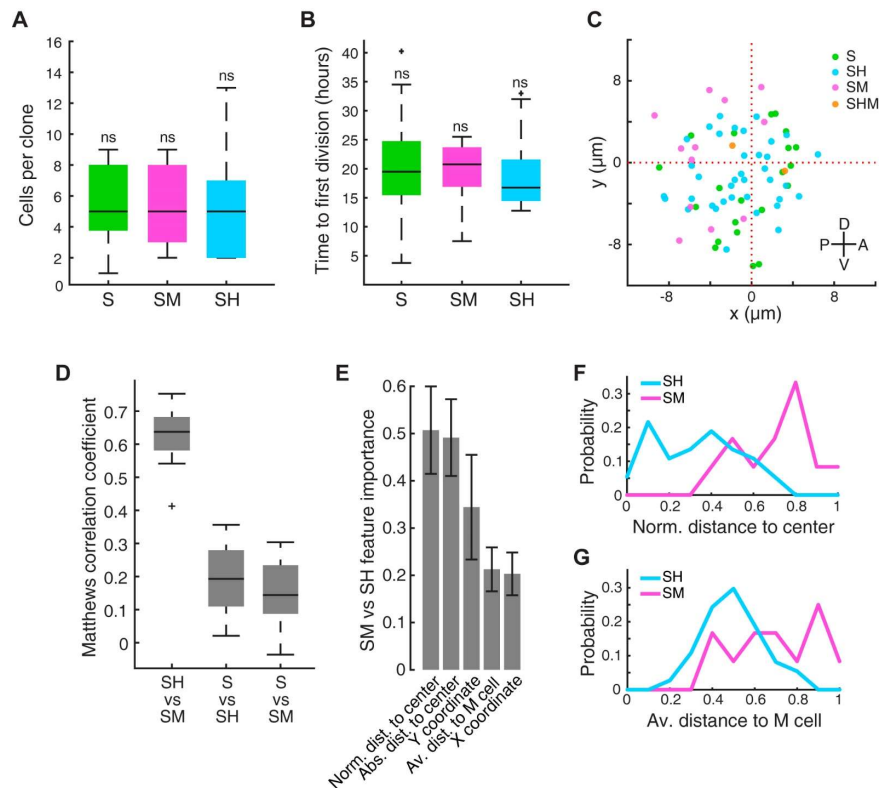 A
Cells per clone
16
14
12
10
8
6
4
2
0
ns
ns
ns
S
SM
SH
B
Time to first division (hours)
40
35
30
25
20
15
10
5
ns
ns
ns
S
SM
SH
C
y (µm)
8
0
-8
S
SH
SM
SHM
D
P
A
V
-8
0
8
x (µm)
D
Matthews correlation coefficient
0.7
0.6
0.5
0.4
0.3
0.2
0.1
0
SH
vs
SM
S
vs
SH
S
vs
SM
E
SM vs SH feature importance
0.6
0.5
0.4
0.3
0.2
0.1
0
Norm. dist. to center
Abs. dist. to center
Y coordinate
Av. dist. to M cell
X coordinate
F
Probability
0.3
0.2
0.1
0
SH
SM
0
0.2
0.4
0.6
0.8
1
Norm. distance to center
G
Probability
0.3
0.2
0.1
0
SH
SM
0
0.2
0.4
0.6
0.8
1
Av. distance to M cell